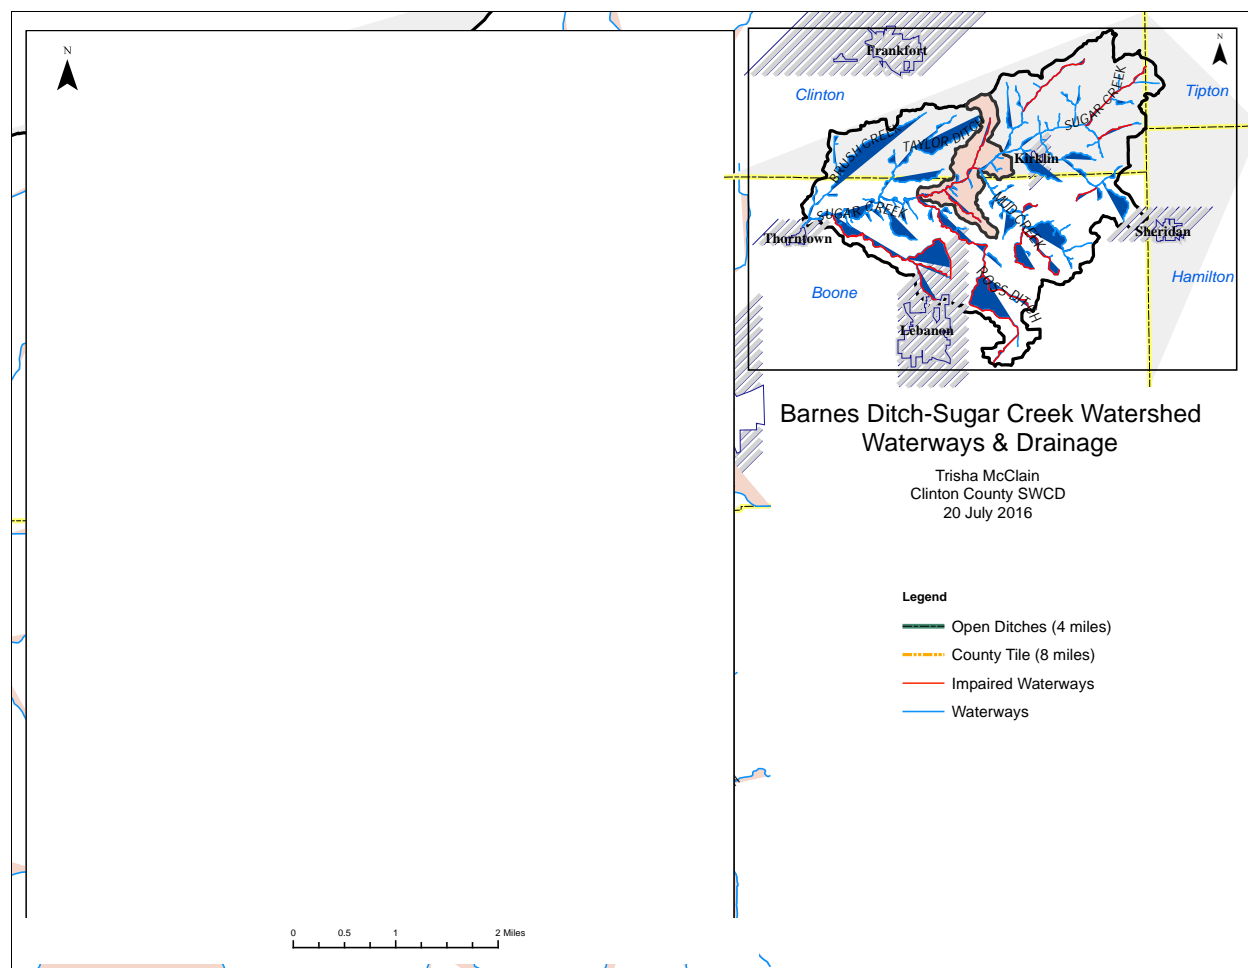 N
N
Frankfort
Clinton
Tipton
SUGAR CREEK
BRUSH CREEK
TAYLOR DITCH
Kirklin
SUGAR CREEK
MUD CREEK
Thorntown
Sheridan
Boone
ROSS DITCH
Hamilton
Lebanon
Barnes Ditch-Sugar Creek Watershed
Waterways & Drainage
Trisha McClain
Clinton County SWCD
20 July 2016
Legend
Open Ditches (4 miles)
County Tile (8 miles)
Impaired Waterways
Waterways
0 0.5 1 2 Miles